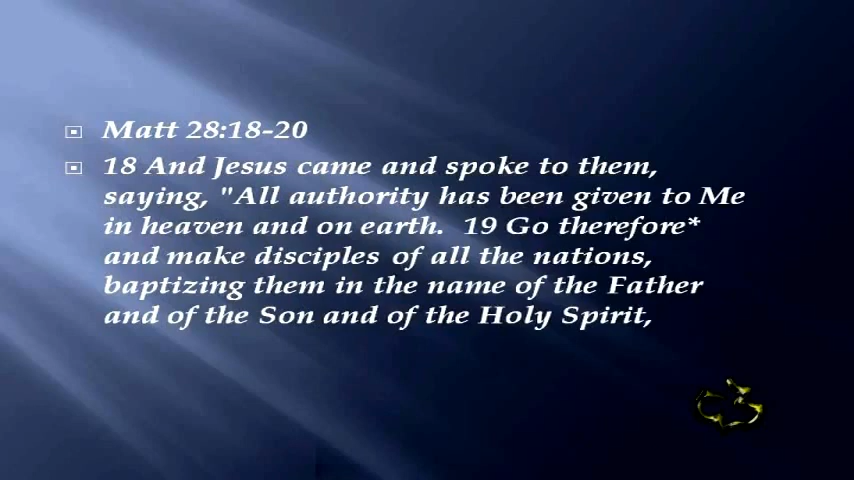 Matt 28:18-20
18 And Jesus came and spoke to them,
saying, "All authority has been given to Me
in heaven and on earth.  19 Go therefore*
and make disciples of all the nations,
baptizing them in the name of the Father
and of the Son and of the Holy Spirit,